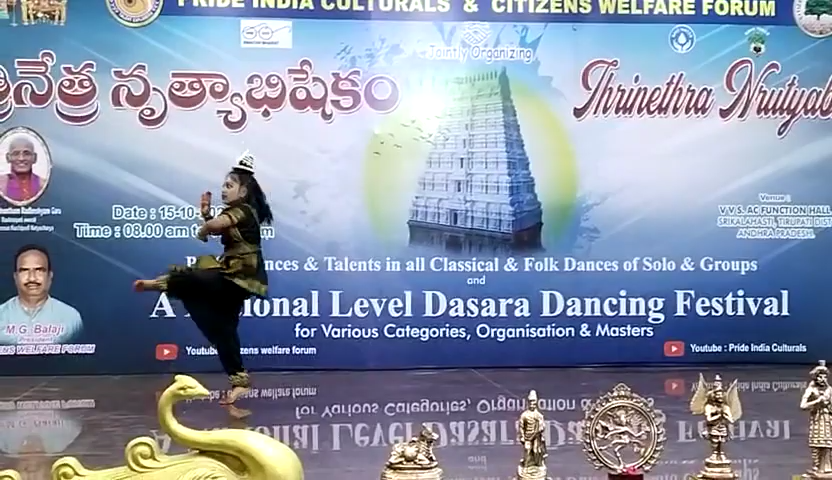 PRIDE INDIA CULTURALS & CITIZENS WELFARE FORUM
Jointly Organizing
త్రినేత్ర నృత్యాభిషేకం
Thrinethra Nrutyab
Date : 15-10-
Time : (08.00 am to
Venue :
V V S. AC FUNCTION HALL
SRIKALAHASTI, TIRUPATI DIST
ANDHRA PRADESH.
& Talents in all Classical & Folk Dances of Solo & Groups
and
A National Level Dasara Dancing Festival
for Various Categories, Organisation & Masters
M.G. Balaji
President
WELFARE FORUM
Youtube : Citizens welfare forum
Youtube : Pride India Culturals